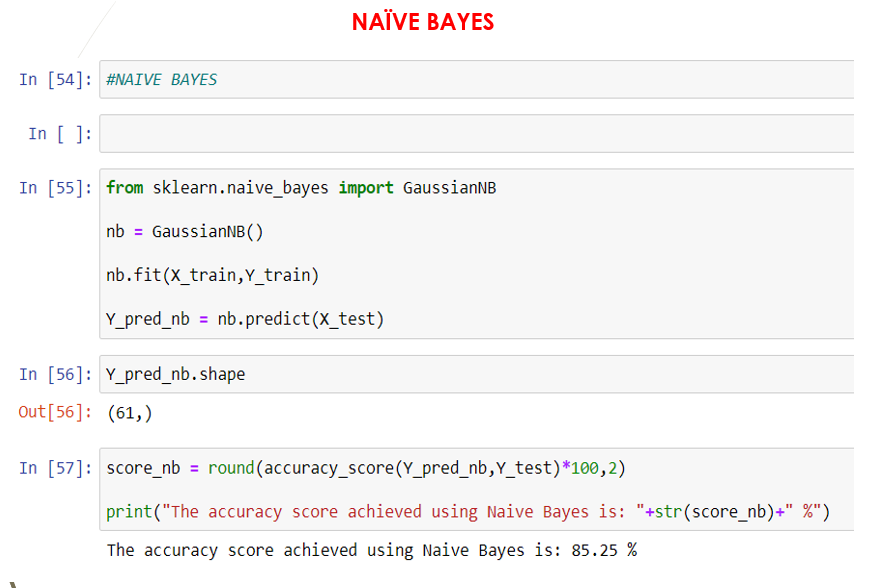 NAÏVE BAYES
In [54]: #NAIVE BAYES
In [ ]:
In [55]: from sklearn.naive_bayes import GaussianNB
nb = GaussianNB()
nb.fit(X_train,Y_train)
Y_pred_nb = nb.predict(X_test)
In [56]: Y_pred_nb.shape
Out[56]: (61,)
In [57]: score_nb = round(accuracy_score(Y_pred_nb,Y_test)*100,2)
print("The accuracy score achieved using Naive Bayes is: "+str(score_nb)+" %")
The accuracy score achieved using Naive Bayes is: 85.25 %